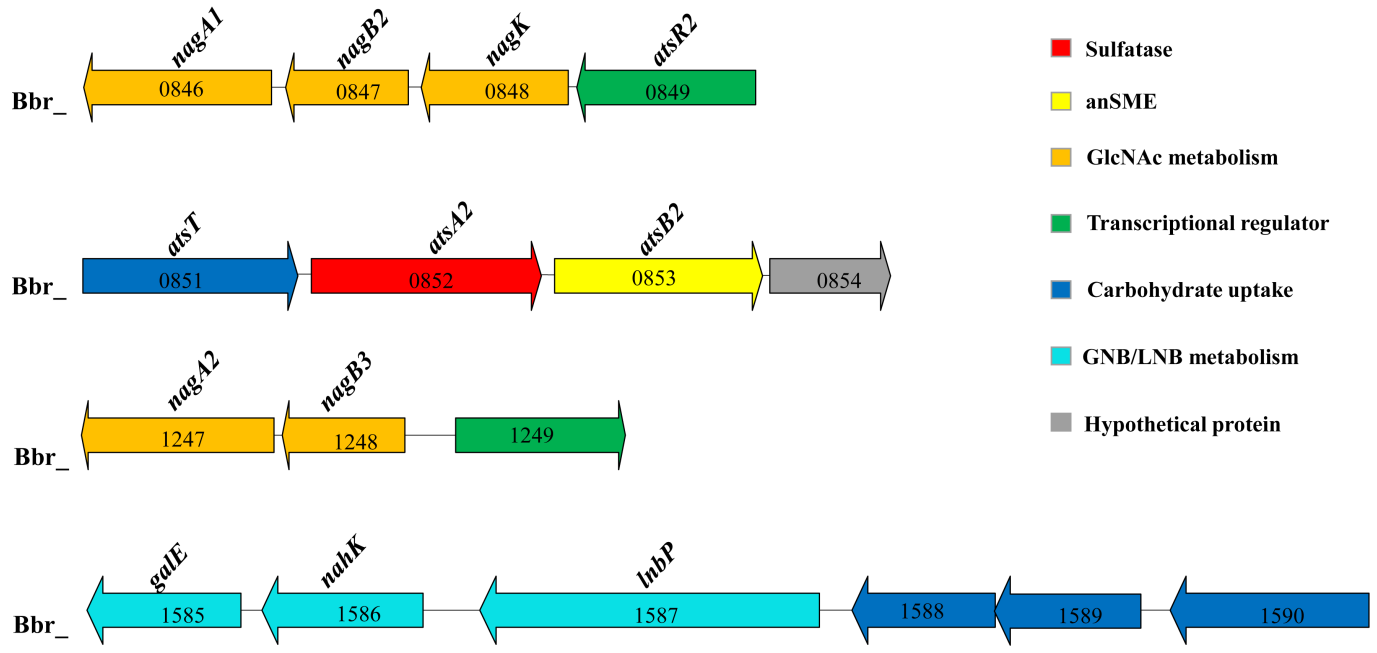 nagA1 nagB2 nagK atsR2
Bbr_ 0846 0847 0848 0849
atsT atsA2 atsB2
Bbr_ 0851 0852 0853 0854
nagA2 nagB3
Bbr_ 1247 1248 1249
galE nahK lnbP
Bbr_ 1585 1586 1587 1588 1589 1590
Sulfatase
anSME
GlcNAc metabolism
Transcriptional regulator
Carbohydrate uptake
GNB/LNB metabolism
Hypothetical protein